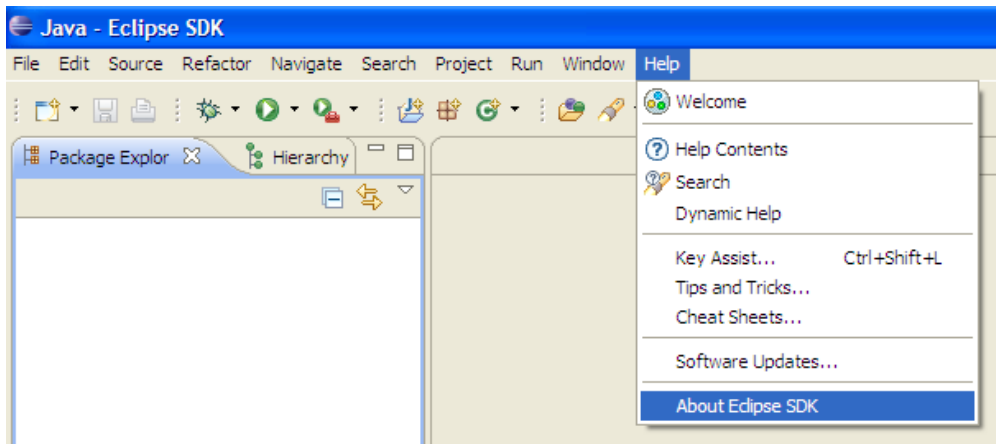 Java - Eclipse SDK
File Edit Source Refactor Navigate Search Project Run Window Help
Package Explor Hierarchy
Welcome
Help Contents
Search
Dynamic Help
Key Assist... Ctrl+Shift+L
Tips and Tricks...
Cheat Sheets...
Software Updates...
About Eclipse SDK